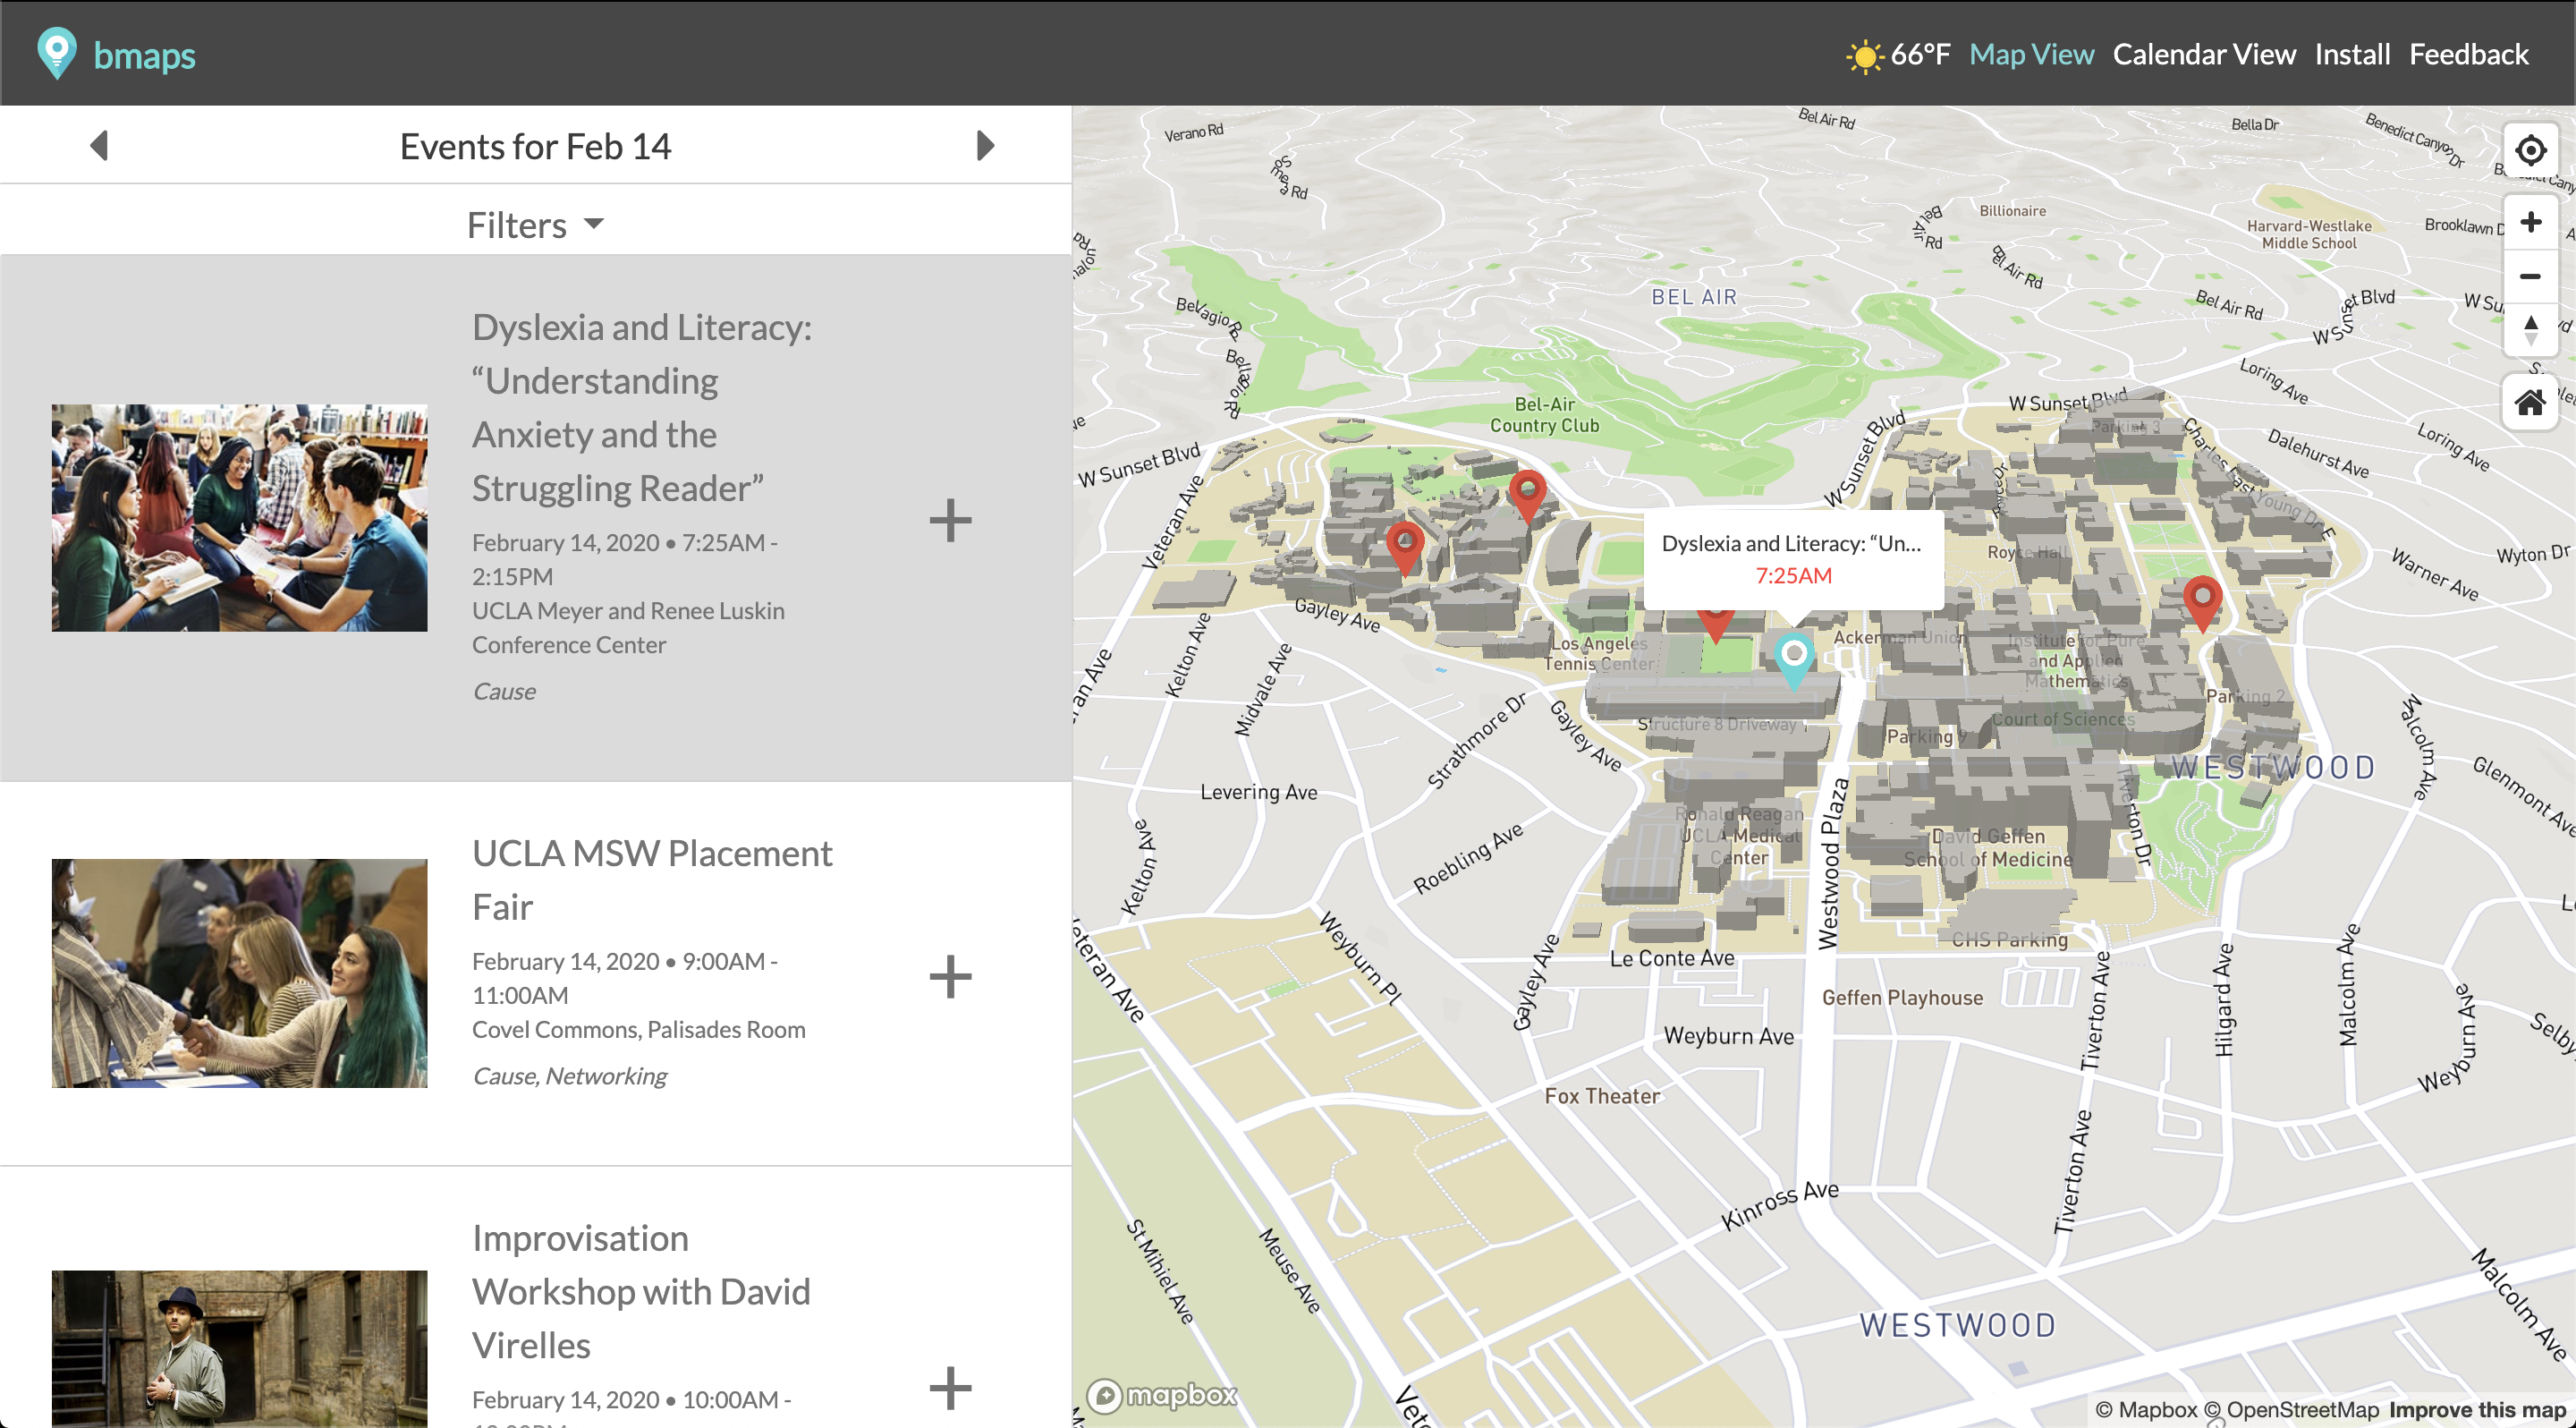 bmaps
66°F Map View Calendar View Install Feedback
Events for Feb 14
Filters
Dyslexia and Literacy:
“Understanding
Anxiety and the
Struggling Reader”
February 14, 2020 • 7:25AM -
2:15PM
UCLA Meyer and Renee Luskin
Conference Center
Cause
UCLA MSW Placement
Fair
February 14, 2020 • 9:00AM -
11:00AM
Covel Commons, Palisades Room
Cause, Networking
Improvisation
Workshop with David
Virelles
February 14, 2020 • 10:00AM -
Verano Rd
Bel Air Rd
Bella Dr
Benedict Canyon Dr
Billionaire
Bel Air Rd
Bel Air Rd
Harvard-Westlake
Middle School
BEL AIR
Bel Air Rd
W Sunset Blvd
Loring Ave
Bel-Air
Country Club
W Sunset Blvd
Parking 3
W Sunset Blvd
W Sunset Blvd
Charles E Young Dr E
Dalehurst Ave
Loring Ave
Veteran Ave
Dyslexia and Literacy: “Un...
7:25AM
Royce Hall
Warner Ave
Wyton Dr
Gayley Ave
Los Angeles
Tennis Center
Ackerman Union
Institute for Pure
and Applied
Mathematics
Kelton Ave
Midvale Ave
Parking 2
Structure 8 Driveway
Court of Sciences
Parking 9
Strathmore Dr
Gayley Ave
WESTWOOD
Malcolm Ave
Glenmont Ave
Levering Ave
Tiverton Dr
Ronald Reagan
UCLA Medical
Center
David Geffen
School of Medicine
Roebling Ave
Kelton Ave
Westwood Plaza
Veteran Ave
Weyburn Pl
Gayley Ave
Le Conte Ave
CHS Parking
Geffen Playhouse
Tiverton Ave
Hilgard Ave
Malcolm Ave
Weyburn Ave
Weyburn Ave
Selby
Fox Theater
Tiverton Ave
Kinross Ave
St Mihiel Ave
Meuse Ave
WESTWOOD
Malcolm Ave
mapbox
© Mapbox © OpenStreetMap Improve this map